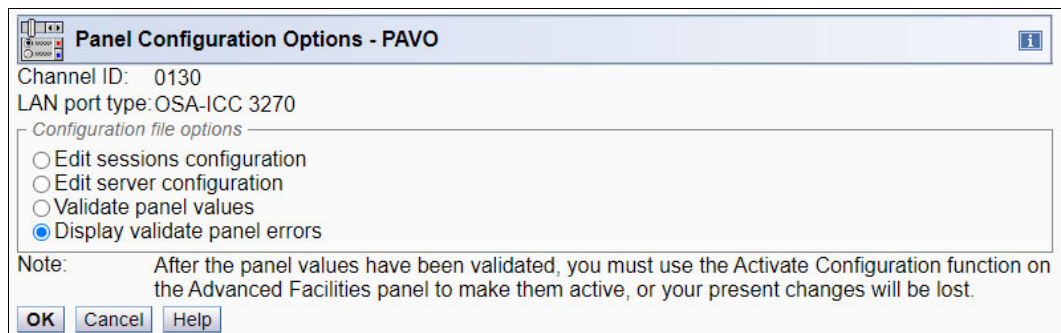 Panel Configuration Options - PAVO
Channel ID: 0130
LAN port type: OSA-ICC 3270
Configuration file options
Edit sessions configuration
Edit server configuration
Validate panel values
Display validate panel errors
Note: After the panel values have been validated, you must use the Activate Configuration function on
the Advanced Facilities panel to make them active, or your present changes will be lost.
OK Cancel Help